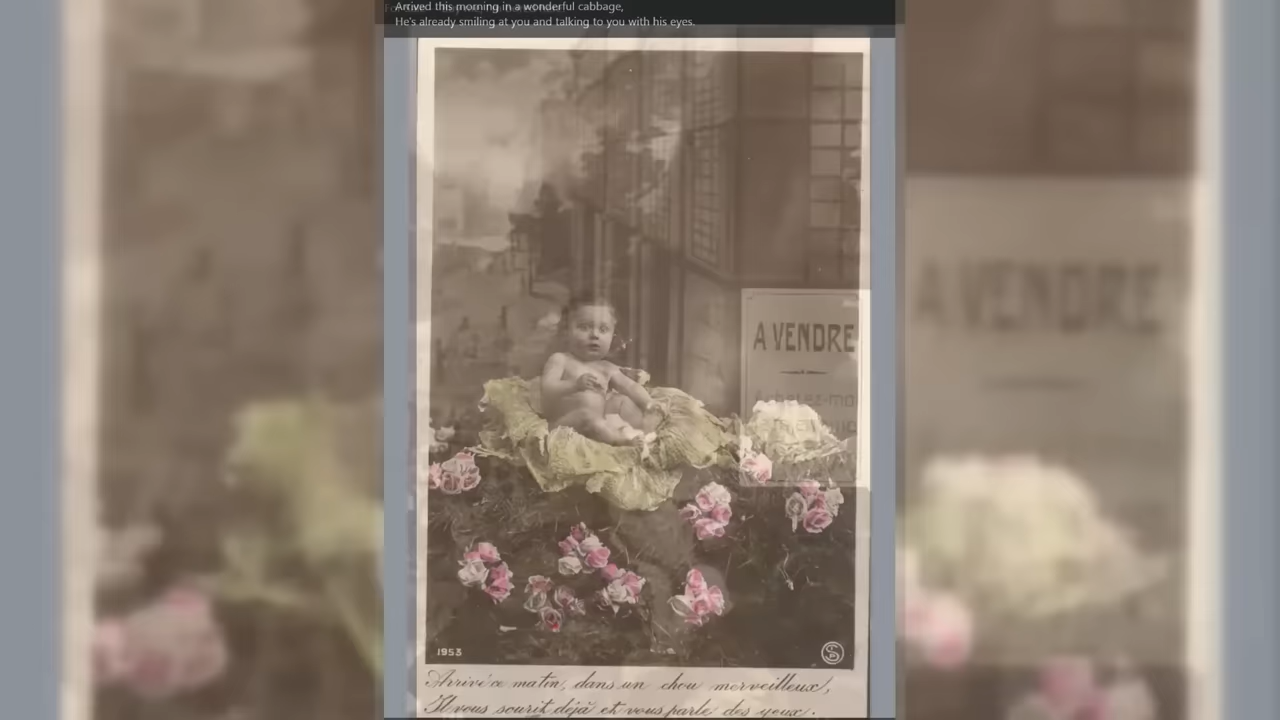 Arrived this morning in a wonderful cabbage,
He's already smiling at you and talking to you with his eyes.
A VENDRE
A VENDRE
1953
Arrivé ce matin, dans un chou merveilleux,
Il vous sourit déjà et vous parle des yeux.